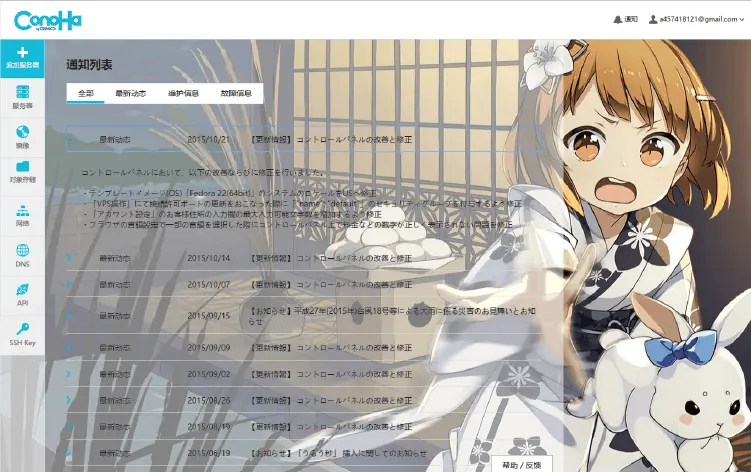 ConoHa
by GMO
通知
a457418121@gmail.com
追加服务器
服务器
镜像
对象存储
网络
DNS
API
SSH Key
通知列表
全部 最新动态 维护信息 故障信息
最新动态 2015/10/21 【更新情報】 コントロールパネルの改善と修正
コントロールパネルにおいて、以下の改善ならびに修正を行いました。
・テンプレートイメージ(OS)「Fedora 22(64bit)」のシステムのロケールをUSへ修正
・「VPS操作」にて接続許可ポートの更新をおこなった際に「"name": "default"」のセキュリティグループを付与するよう修正
・「アカウント設定」のお客様住所の入力欄の最大入力可能文字数を増加するよう修正
・ブラウザの言語設定で一部の言語を選択した際にコントロールパネル上で料金などの数字が正しく表示されない問題を修正
最新动态 2015/10/14 【更新情報】 コントロールパネルの改善と修正
最新动态 2015/10/07 【更新情報】 コントロールパネルの改善と修正
最新动态 2015/09/15 【お知らせ】平成27年(2015年)台風18号等による大雨に係る災害のお見舞いとお知
らせ
最新动态 2015/09/09 【更新情報】 コントロールパネルの改善と修正
最新动态 2015/09/02 【更新情報】 コントロールパネルの改善と修正
最新动态 2015/08/26 【更新情報】 コントロールパネルの改善と修正
最新动态 2015/08/19 【更新情報】 コントロールパネルの改善と修正
最新动态 2015/06/19 【お知らせ】「うるう秒」挿入に関してのお知らせ
帮助 / 反馈